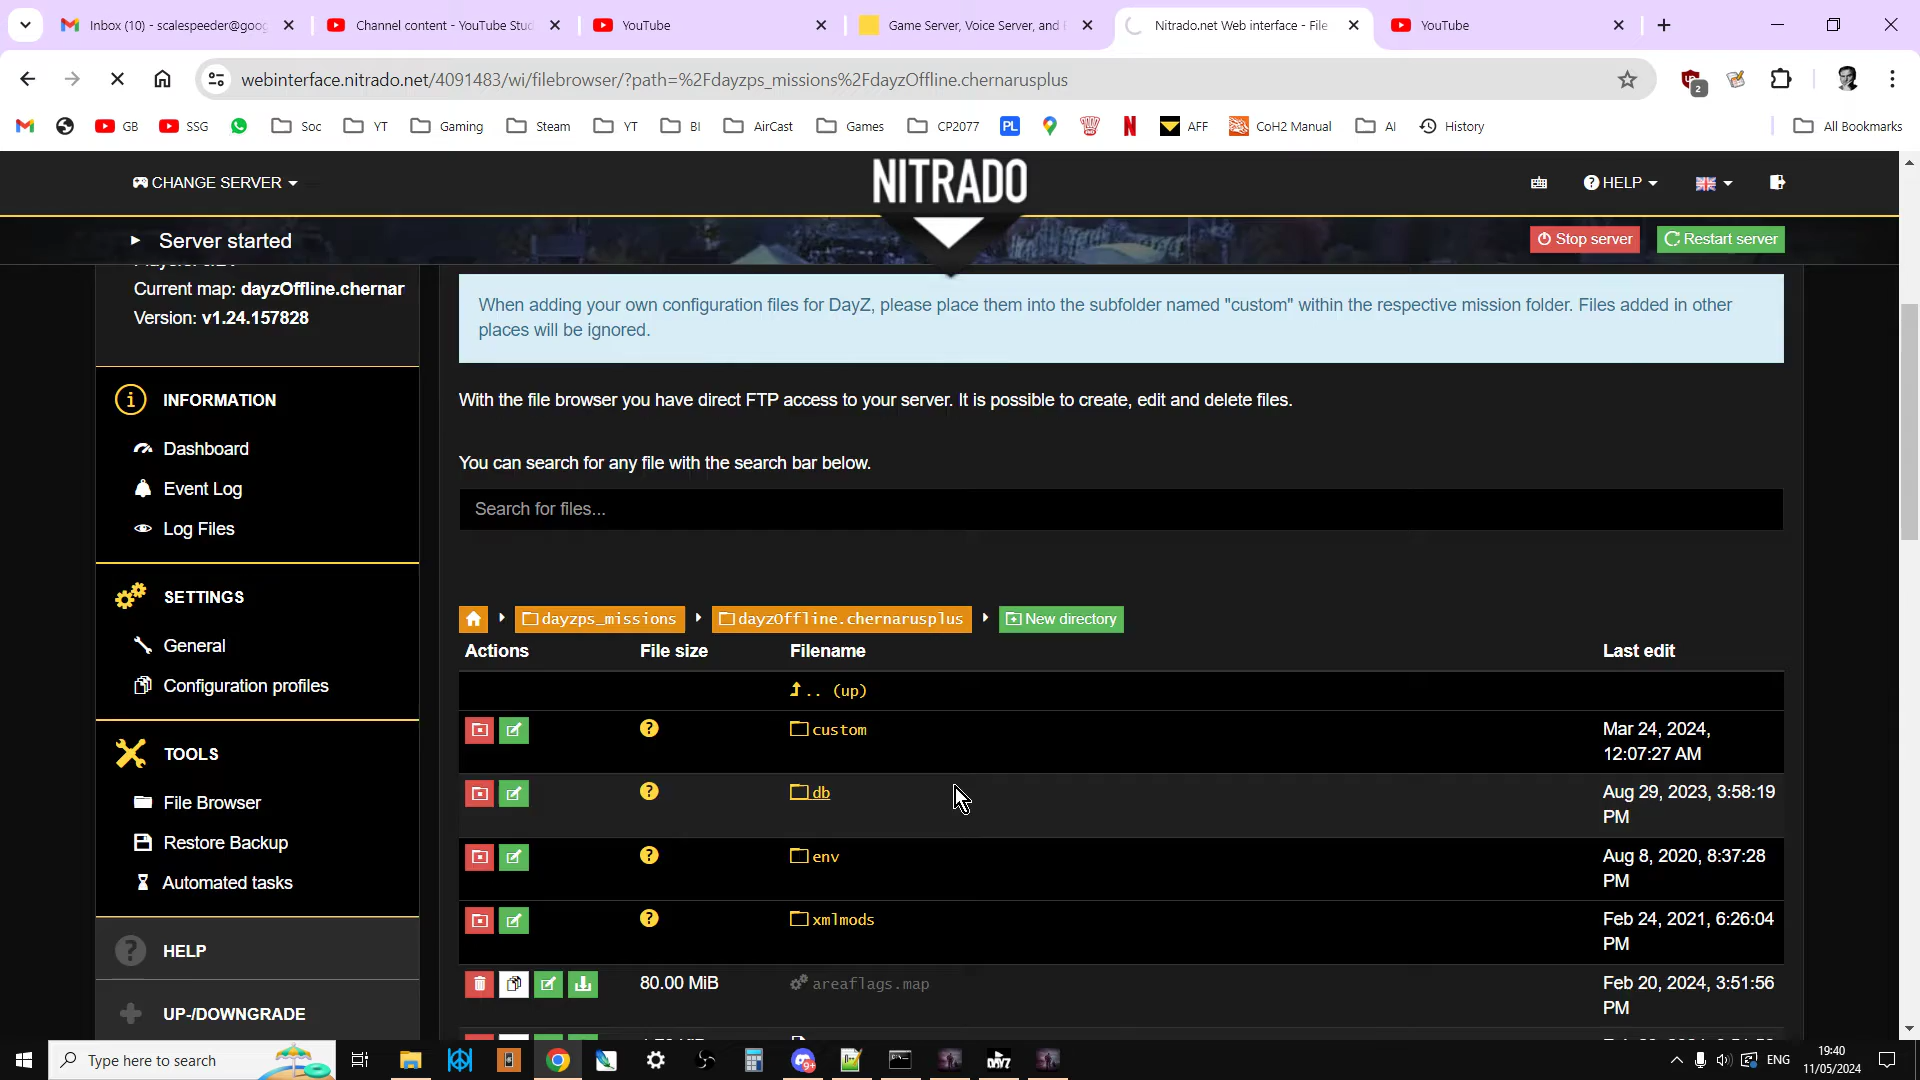 Inbox (10) - scalespeeder@goog
Channel content - YouTube Stud
YouTube
Game Server, Voice Server, and
Nitrado.net Web interface - File
YouTube
webinterface.nitrado.net/4091483/wi/filebrowser/?path=%2Fdayzps_missions%2FdayzOffline.chernarusplus
2
GB
SSG
Soc
YT
Gaming
Steam
YT
BI
AirCast
Games
CP2077
PL
N
AFF
CoH2 Manual
AI
History
All Bookmarks
CHANGE SERVER
NITRADO
HELP
Server started
Stop server
Restart server
Current map: dayzOffline.chernar
Version: v1.24.157828
INFORMATION
Dashboard
Event Log
Log Files
SETTINGS
General
Configuration profiles
TOOLS
File Browser
Restore Backup
Automated tasks
HELP
UP-/DOWNGRADE
When adding your own configuration files for DayZ, please place them into the subfolder named "custom" within the respective mission folder. Files added in other
places will be ignored.
With the file browser you have direct FTP access to your server. It is possible to create, edit and delete files.
You can search for any file with the search bar below.
Search for files...
dayzps_missions
dayzOffline.chernarusplus
New directory
Actions
File size
Filename
Last edit
.. (up)
custom
Mar 24, 2024,
12:07:27 AM
db
Aug 29, 2023, 3:58:19
PM
env
Aug 8, 2020, 8:37:28
PM
xmlmods
Feb 24, 2021, 6:26:04
PM
80.00 MiB
areaflags.map
Feb 20, 2024, 3:51:56
PM
Type here to search
9+
DAYZ
ENG
19:40
11/05/2024